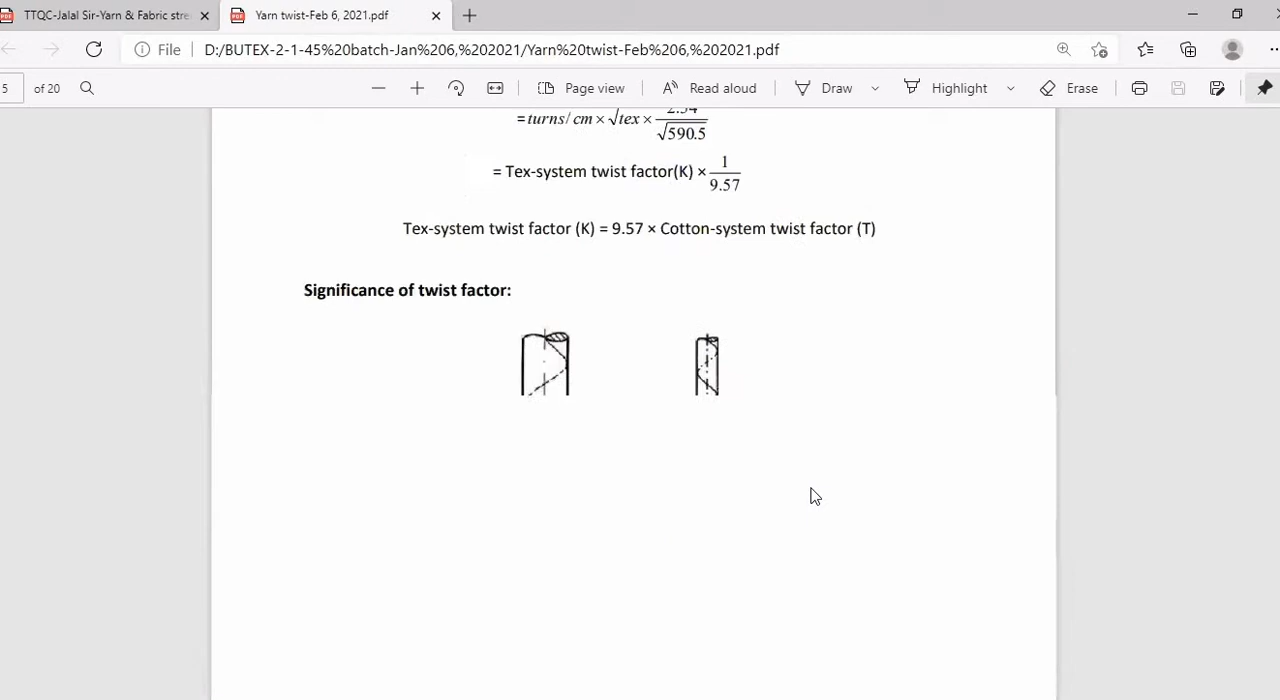 TTQC-Jalal Sir-Yarn & Fabric stre
Yarn twist-Feb 6, 2021.pdf
File
D:/BUTEX-2-1-45%20batch-Jan%206,%202021/Yarn%20twist-Feb%206,%202021.pdf
5 of 20
Page view
Read aloud
Draw
Highlight
Erase
= turns/cm × √tex × 2.54/√590.5
= Tex-system twist factor(K) × 1/9.57
Tex-system twist factor (K) = 9.57 × Cotton-system twist factor (T)
Significance of twist factor: